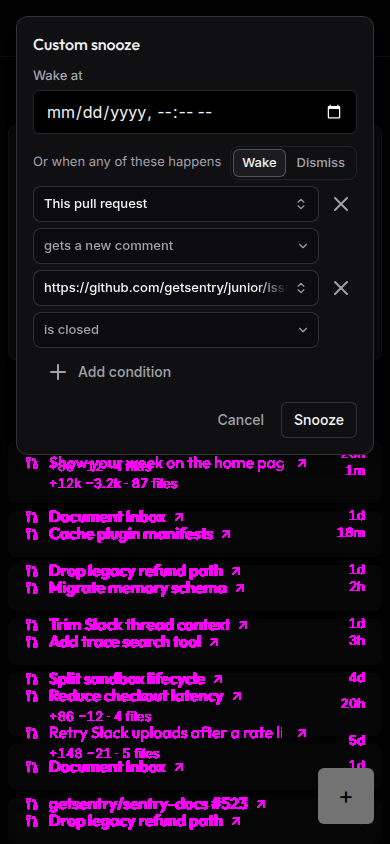 Custom snooze
Wake at
mm/dd/yyyy, --:-- --
Or when any of these happens Wake Dismiss
This pull request
gets a new comment
https://github.com/getsentry/junior/iss
is closed
Add condition
Cancel Snooze
Show your week on the home pag
1m
+12k −3.2k · 87 files
Document Inbox 1d
Cache plugin manifests 18m
Drop legacy refund path 1d
Migrate memory schema 2h
Trim Slack thread context 1d
Add trace search tool 3h
Split sandbox lifecycle 4d
Reduce checkout latency
20h
+86 −12 · 4 files
Retry Slack uploads after a rate li
5d
+148 −21 · 5 files
Document Inbox 1d
getsentry/sentry-docs #523
Drop legacy refund path